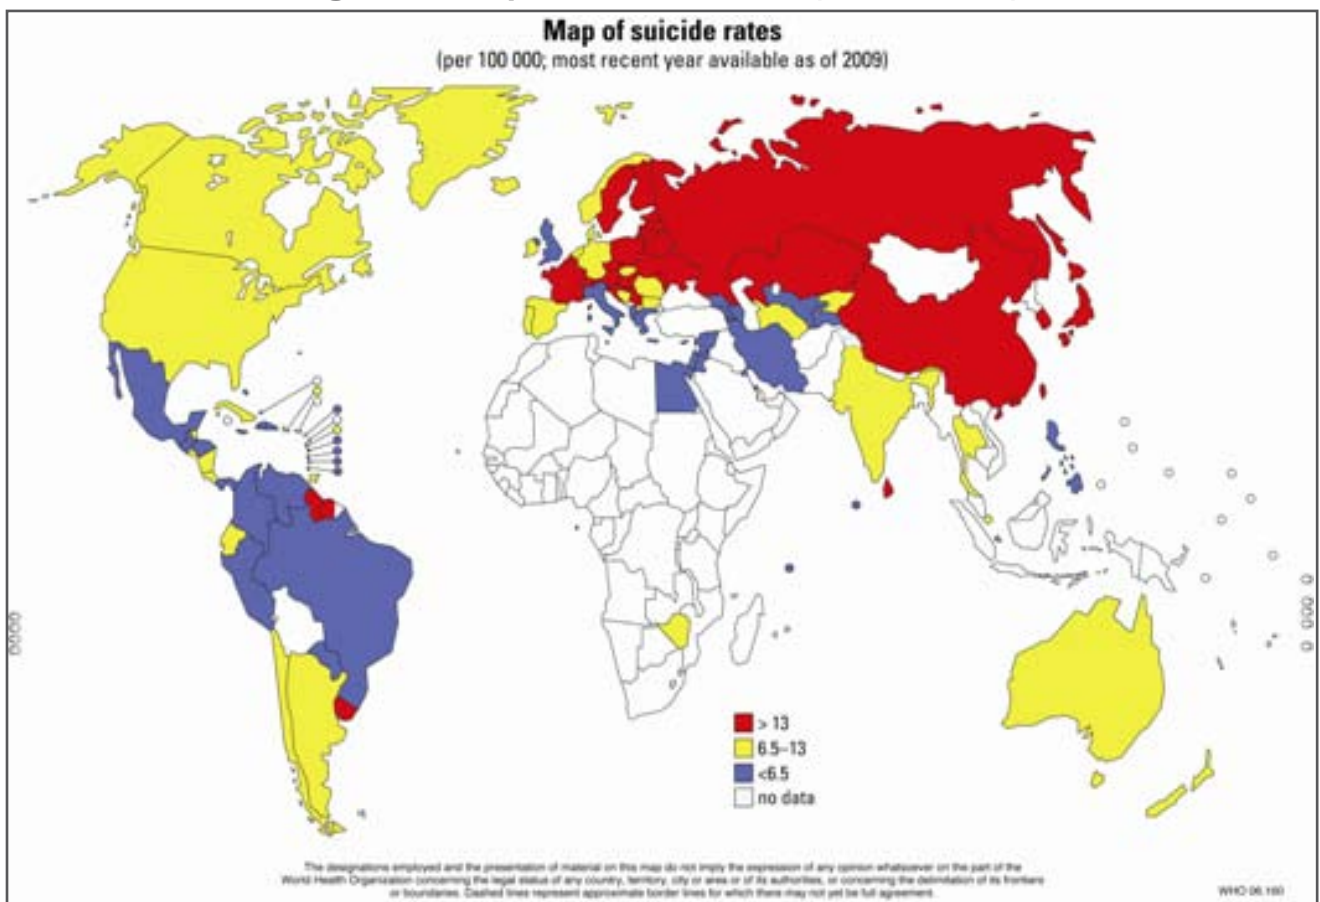 Map of suicide rates
(per 100 000; most recent year available as of 2009)
> 13
6.5–13
<6.5
no data
The designations employed and the presentation of material on this map do not imply the expression of any opinion whatsoever on the part of the
World Health Organization concerning the legal status of any country, territory, city or area or of its authorities, or concerning the delimitation of its frontiers
or boundaries. Dashed lines represent approximate border lines for which there may not yet be full agreement.
WHO 06.160